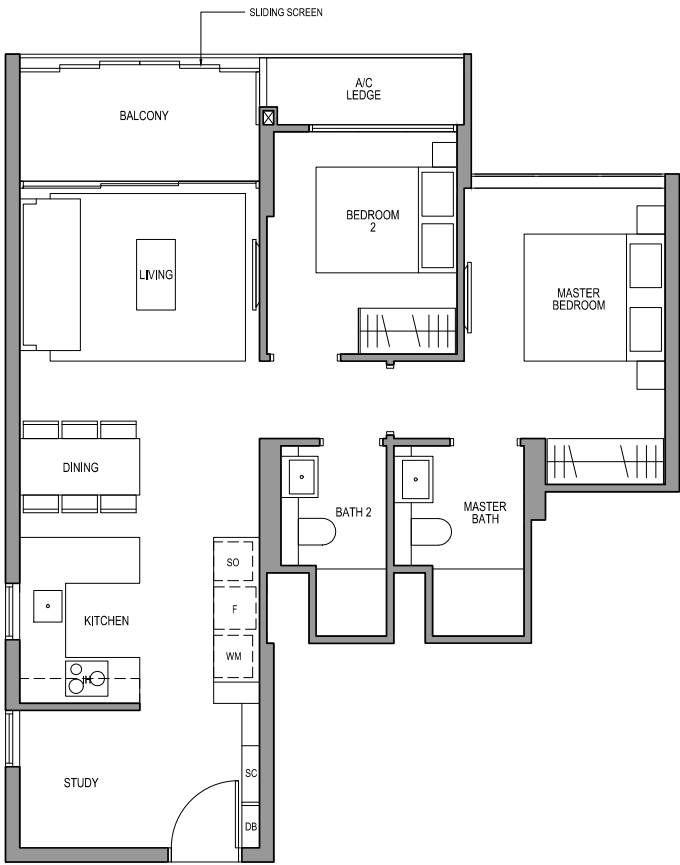 SLIDING SCREEN
A/C
LEDGE
BALCONY
BEDROOM
2
LIVING
MASTER
BEDROOM
DINING
BATH 2
MASTER
BATH
SO
F
KITCHEN
WM
IH
STUDY
SC
DB